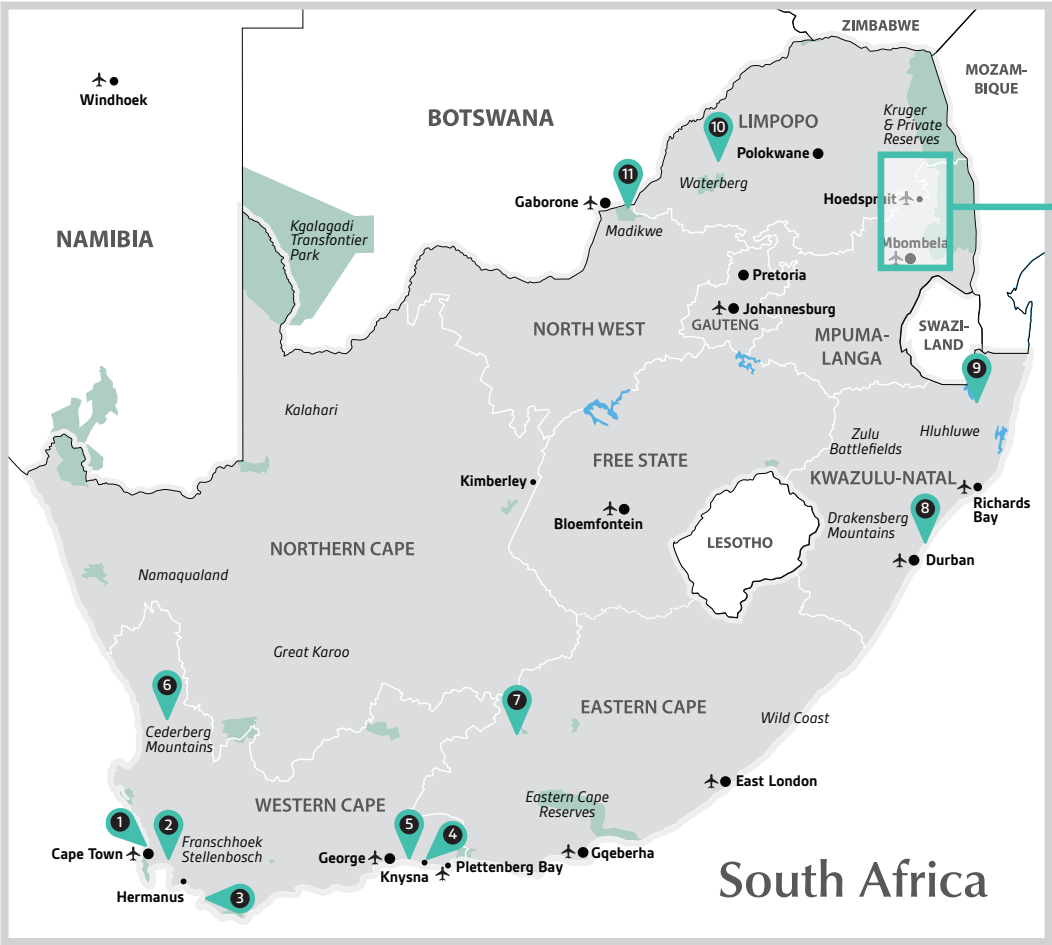 ZIMBABWE
MOZAM-
BIQUE
Windhoek
BOTSWANA
10
LIMPOPO
Kruger
& Private
Reserves
Polokwane
11
Waterberg
Gaborone
Hoedspruit
Madikwe
NAMIBIA
Kgalagadi
Transfontier
Park
Mbombela
Pretoria
Johannesburg
GAUTENG
NORTH WEST
MPUMA-
LANGA
SWAZI-
LAND
9
Kalahari
Zulu
Battlefields
Hluhluwe
FREE STATE
KWAZULU-NATAL
Kimberley
Richards
Bay
Bloemfontein
8
Drakensberg
Mountains
LESOTHO
Durban
NORTHERN CAPE
Namaqualand
Great Karoo
6
7
EASTERN CAPE
Wild Coast
Cederberg
Mountains
East London
WESTERN CAPE
Eastern Cape
Reserves
1
2
5
4
Franschhoek
Stellenbosch
Cape Town
George
Knysna
Plettenberg Bay
Gqeberha
Hermanus
3
South Africa